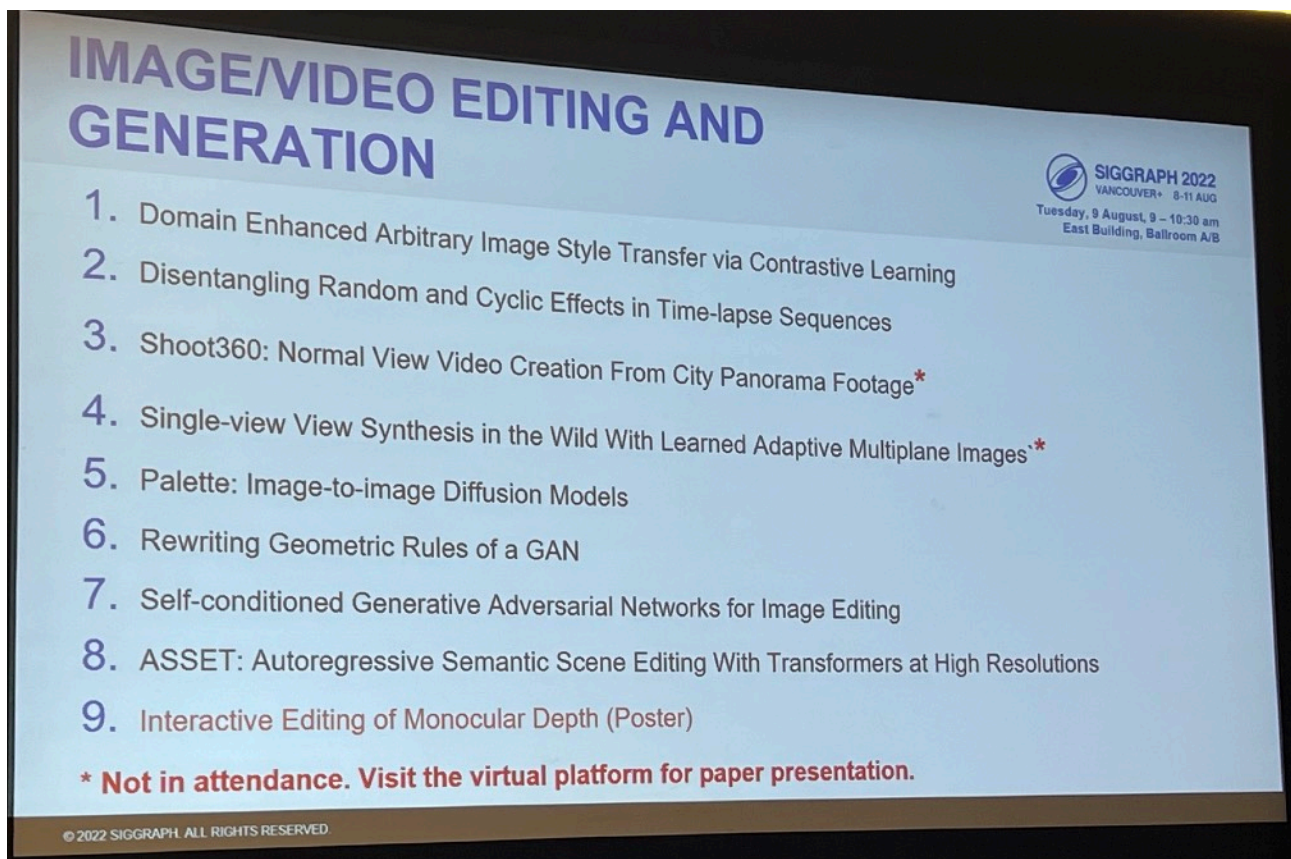 IMAGE/VIDEO EDITING AND
GENERATION
SIGGRAPH 2022
VANCOUVER+ 8-11 AUG
Tuesday, 9 August, 9 – 10:30 am
East Building, Ballroom A/B
1. Domain Enhanced Arbitrary Image Style Transfer via Contrastive Learning
2. Disentangling Random and Cyclic Effects in Time-lapse Sequences
3. Shoot360: Normal View Video Creation From City Panorama Footage*
4. Single-view View Synthesis in the Wild With Learned Adaptive Multiplane Images`*
5. Palette: Image-to-image Diffusion Models
6. Rewriting Geometric Rules of a GAN
7. Self-conditioned Generative Adversarial Networks for Image Editing
8. ASSET: Autoregressive Semantic Scene Editing With Transformers at High Resolutions
9. Interactive Editing of Monocular Depth (Poster)
* Not in attendance. Visit the virtual platform for paper presentation.
© 2022 SIGGRAPH. ALL RIGHTS RESERVED.